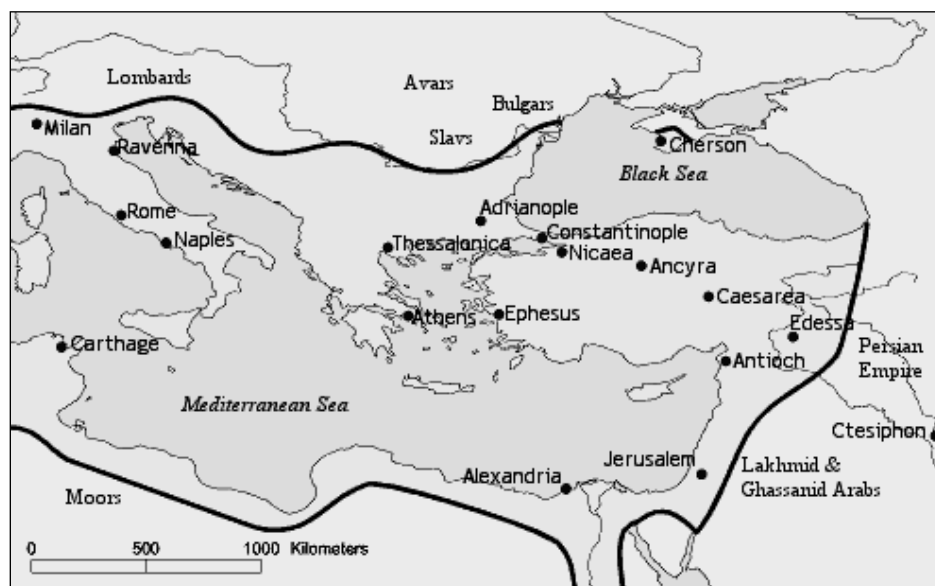 Lombards
Avars
Bulgars
Milan
Slavs
Cherson
Ravenna
Black Sea
Rome
Adrianople
Naples
Constantinople
Thessalonica
Nicaea
Ancyra
Caesarea
Athens
Ephesus
Edessa
Carthage
Persian
Empire
Antioch
Mediterranean Sea
Ctesiphon
Jerusalem
Lakhmid &
Ghassanid Arabs
Alexandria
Moors
0 500 1000 Kilometers